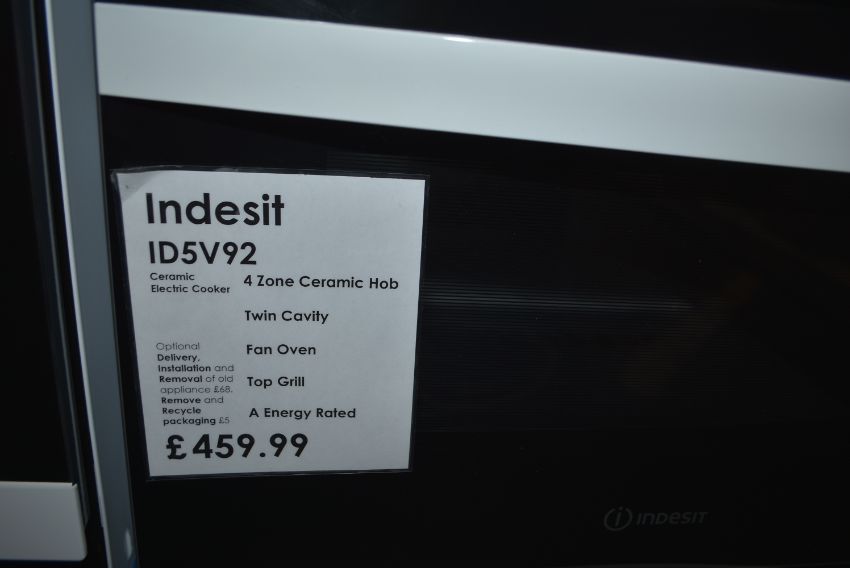 Indesit
ID5V92
Ceramic
Electric Cooker
4 Zone Ceramic Hob
Twin Cavity
Fan Oven
Top Grill
A Energy Rated
Optional
Delivery,
Installation and
Removal of old
appliance £68.
Remove and
Recycle
packaging £5
£459.99
INDESIT